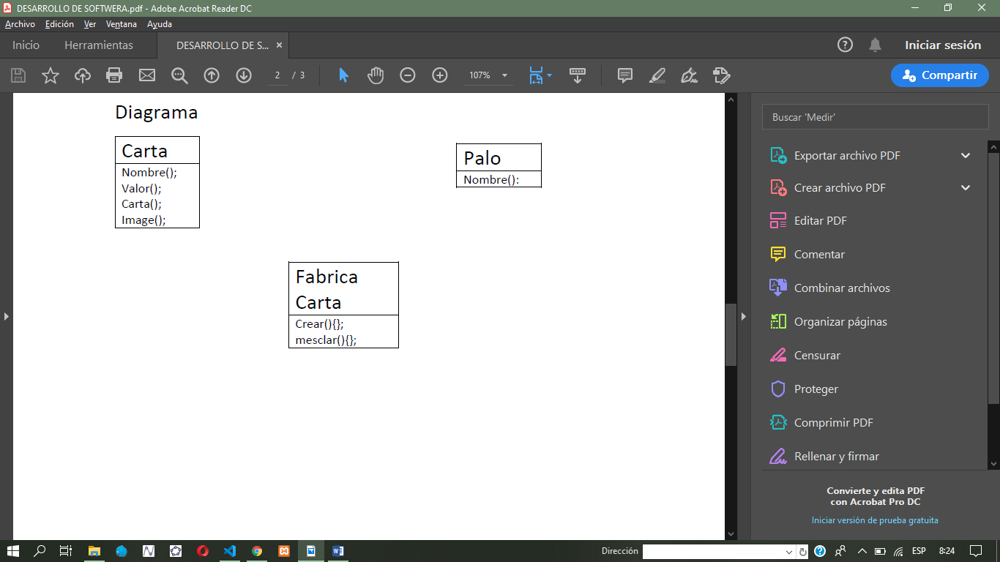 DESARROLLO DE SOFTWERA.pdf - Adobe Acrobat Reader DC
Archivo Edición Ver Ventana Ayuda
Inicio Herramientas DESARROLLO DE S... ×
Iniciar sesión
2 / 3
107%
Compartir
Diagrama
Carta
Nombre();
Valor();
Carta();
Image();
Palo
Nombre():
Fabrica
Carta
Crear(){};
mesclar(){};
Buscar 'Medir'
Exportar archivo PDF
Crear archivo PDF
Editar PDF
Comentar
Combinar archivos
Organizar páginas
Censurar
Proteger
Comprimir PDF
Rellenar y firmar
Convierte y edita PDF
con Acrobat Pro DC
Iniciar versión de prueba gratuita
Dirección
ESP 8:24